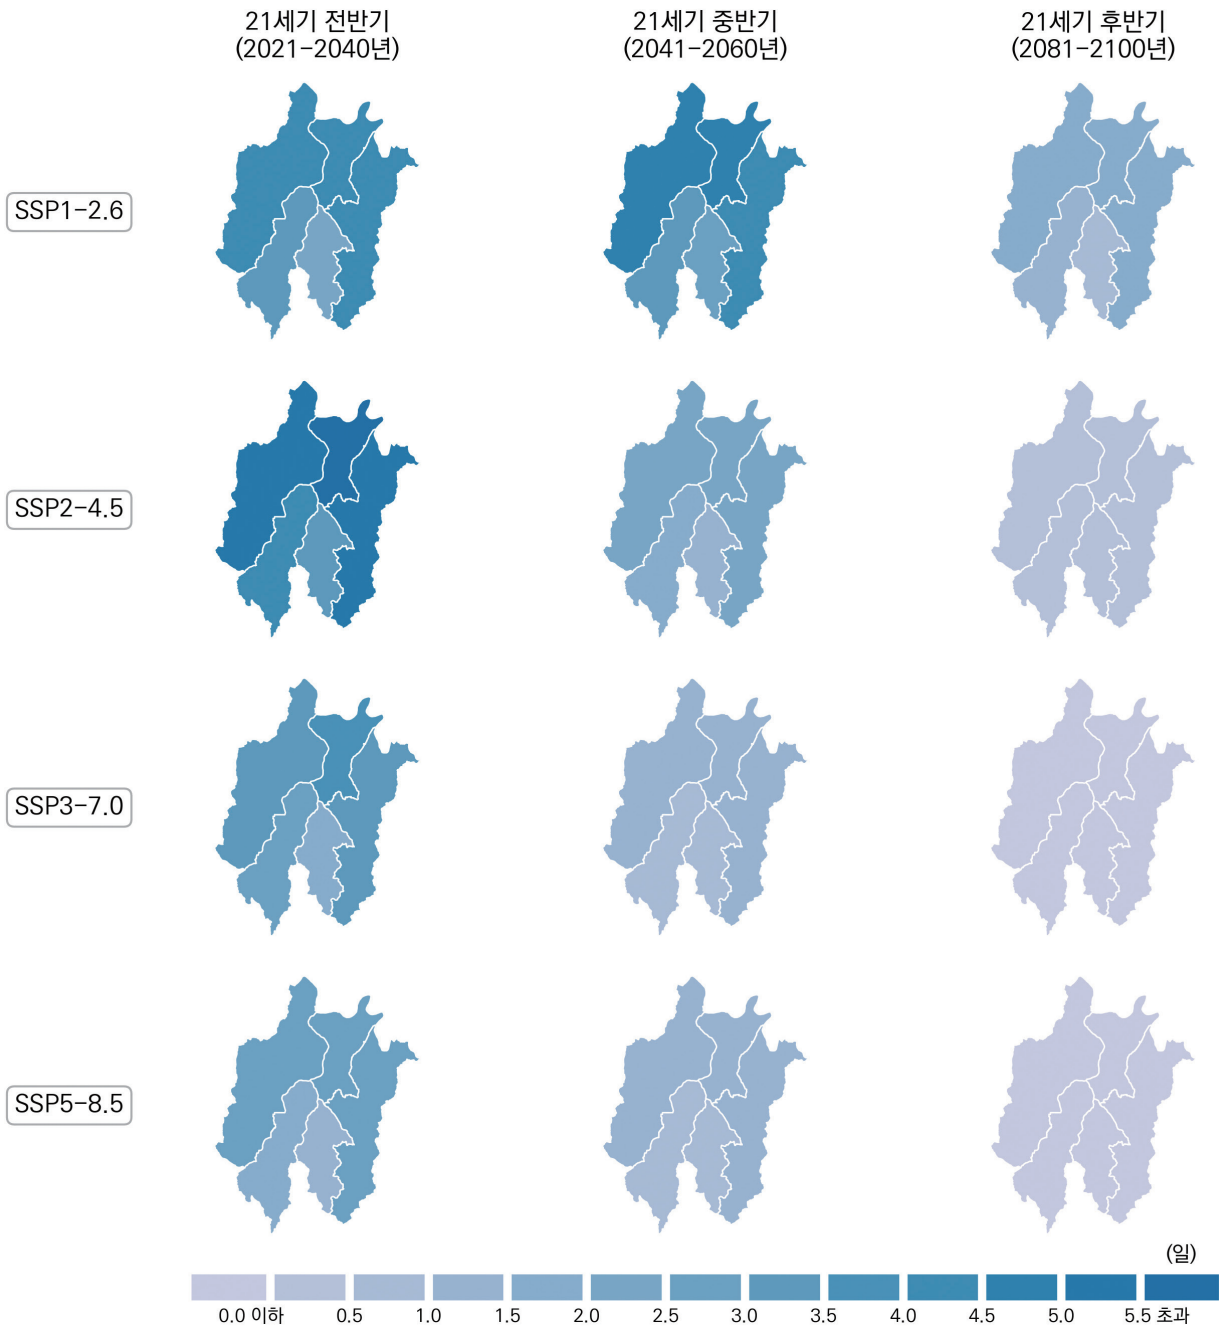 21세기 전반기
(2021-2040년)
21세기 중반기
(2041-2060년)
21세기 후반기
(2081-2100년)
SSP1-2.6
SSP2-4.5
SSP3-7.0
SSP5-8.5
(일)
0.0 이하 0.5 1.0 1.5 2.0 2.5 3.0 3.5 4.0 4.5 5.0 5.5 초과